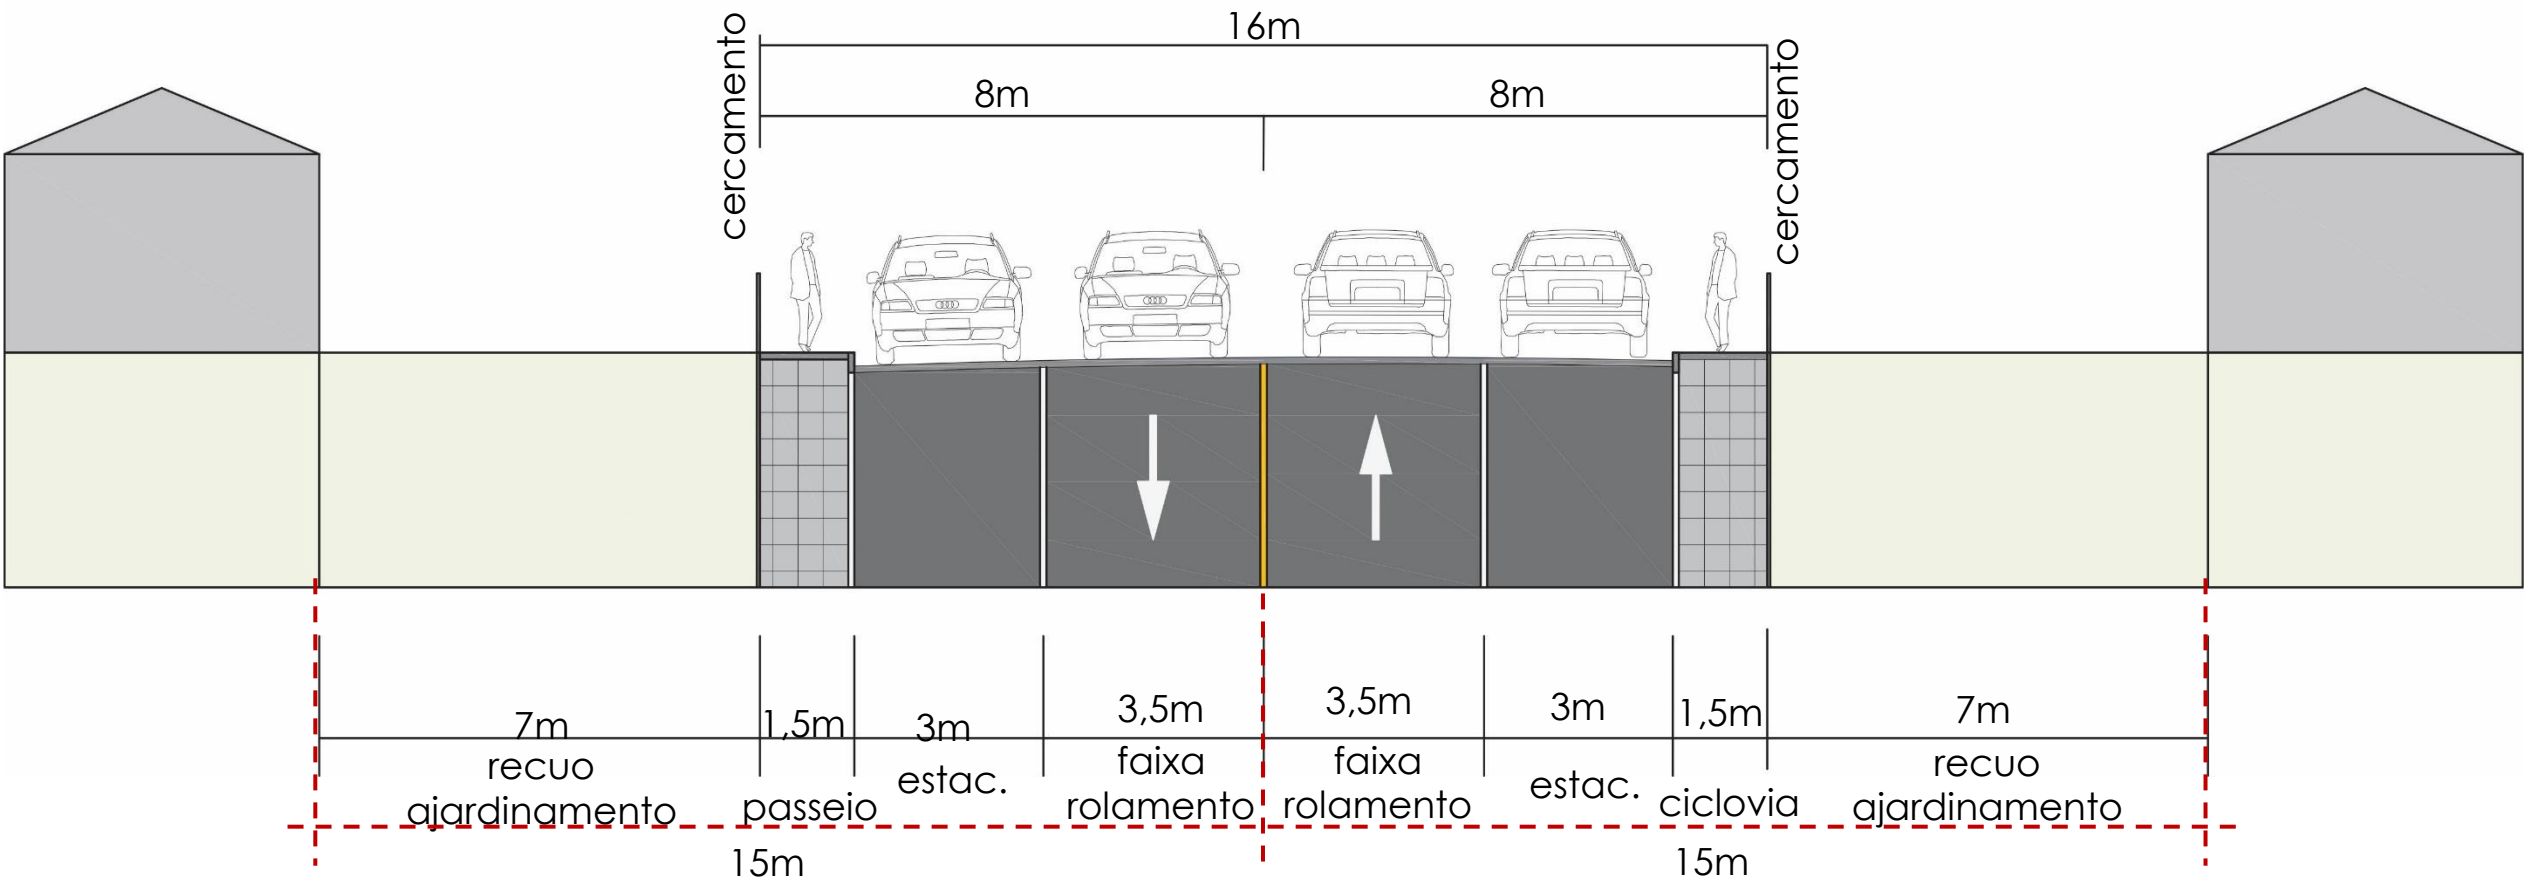 16m
8m
8m
cercamento
cercamento
7m
1,5m
3m
3,5m
3,5m
3m
1,5m
7m
recuo
ajardinamento
passeio
estac.
faixa
rolamento
faixa
rolamento
estac.
ciclovia
recuo
ajardinamento
15m
15m